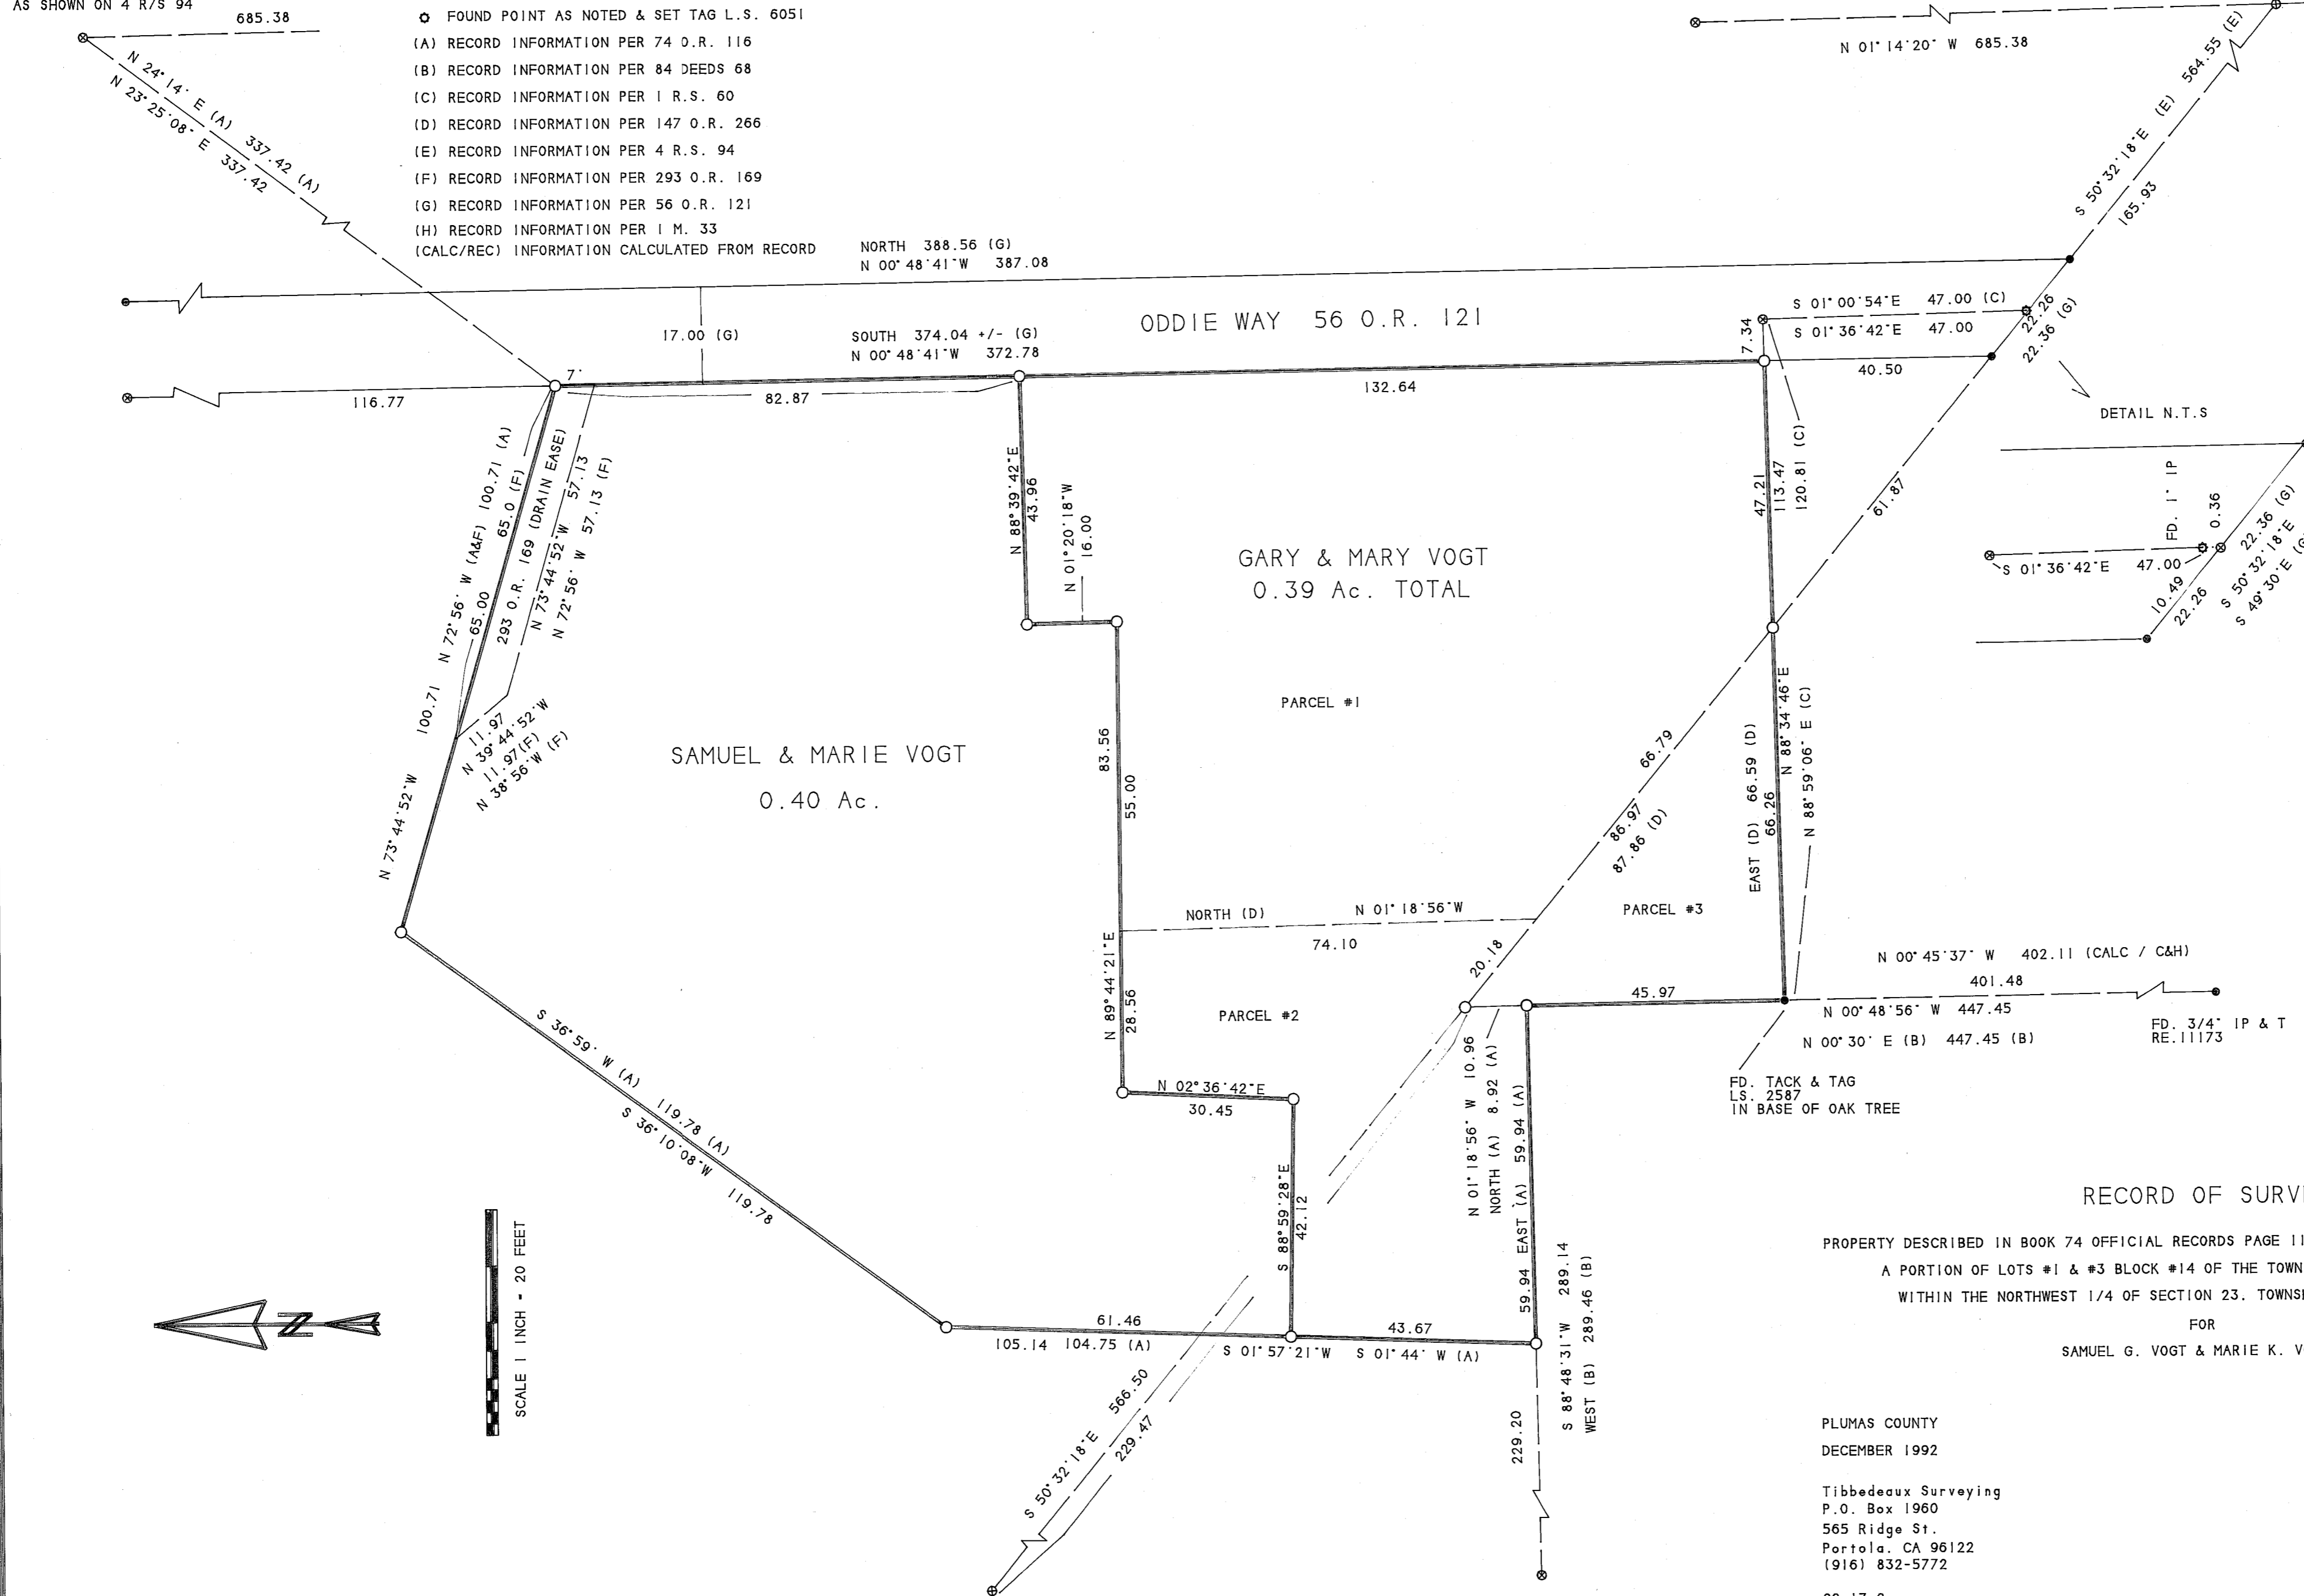 AS SHOWN ON 4 R/S 94
685.38
N 24°14' E (A) 337.42 (A)
N 23°25'08" E 337.42
FOUND POINT AS NOTED & SET TAG L.S. 6051
(A) RECORD INFORMATION PER 74 O.R. 116
(B) RECORD INFORMATION PER 84 DEEDS 68
(C) RECORD INFORMATION PER 1 R.S. 60
(D) RECORD INFORMATION PER 147 O.R. 266
(E) RECORD INFORMATION PER 4 R.S. 94
(F) RECORD INFORMATION PER 293 O.R. 169
(G) RECORD INFORMATION PER 56 O.R. 121
(H) RECORD INFORMATION PER 1 M. 33
(CALC/REC) INFORMATION CALCULATED FROM RECORD
N 01°14'20" W 685.38
S 50°32'18"E (E) 564.55 (E)
165.93
NORTH 388.56 (G)
N 00°48'41"W 387.08
17.00 (G)
SOUTH 374.04 +/- (G)
N 00°48'41"W 372.78
ODDIE WAY 56 O.R. 121
7.34
S 01°00'54"E 47.00 (C)
S 01°36'42"E 47.00
22.26
22.36 (G)
40.50
116.77
7'
82.87
132.64
DETAIL N.T.S
FD. 1" IP
0.36
S 01°36'42"E 47.00
10.49
22.26
22.36 (G)
S 50°32'18"E
S 49°30'E (G
N 72°56' W (A&F) 100.71 (A)
65.00
65.0 (F)
293 O.R. 169 (DRAIN EASE)
N 73°44'52"W 57.13
N 72°56' W 57.13 (F)
N 73°44'52"W 100.71
11.97
N 39°44'52"W
11.97(F)
N 38°56'W (F)
N 88°39'42"E
43.96
N 01°20'18"W
16.00
47.21
113.47
120.81 (C)
61.87
GARY & MARY VOGT
0.39 Ac. TOTAL
PARCEL #1
SAMUEL & MARIE VOGT
0.40 Ac.
83.56
55.00
66.79
86.97
87.86 (D)
EAST (D) 66.59 (D)
66.26
N 88°34'46"E
N 88°59'06" E (C)
NORTH (D) N 01°18'56"W
74.10
PARCEL #3
20.18
N 89°44'21"E
28.56
PARCEL #2
45.97
N 00°45'37" W 402.11 (CALC / C&H)
401.48
N 00°48'56" W 447.45
N 00°30' E (B) 447.45 (B)
FD. 3/4" IP & T
RE.11173
FD. TACK & TAG
LS. 2587
IN BASE OF OAK TREE
N 02°36'42"E
30.45
N 01°18'56" W 10.96
NORTH (A) 8.92 (A)
59.94 EAST (A) 59.94 (A)
S 36°59' W (A) 119.78 (A)
S 36°10'08"W 119.78
S 88°59'28"E
42.12
S 88°48'31"W 289.14
WEST (B) 289.46 (B)
61.46
105.14 104.75 (A)
43.67
S 01°57'21"W S 01°44' W (A)
229.20
S 50°32'18"E 566.50
229.47
N
SCALE 1 INCH = 20 FEET
RECORD OF SURV
PROPERTY DESCRIBED IN BOOK 74 OFFICIAL RECORDS PAGE 11
A PORTION OF LOTS #1 & #3 BLOCK #14 OF THE TOWN
WITHIN THE NORTHWEST 1/4 OF SECTION 23. TOWNS
FOR
SAMUEL G. VOGT & MARIE K. V
PLUMAS COUNTY
DECEMBER 1992
Tibbedeaux Surveying
P.O. Box 1960
565 Ridge St.
Portola. CA 96122
(916) 832-5772